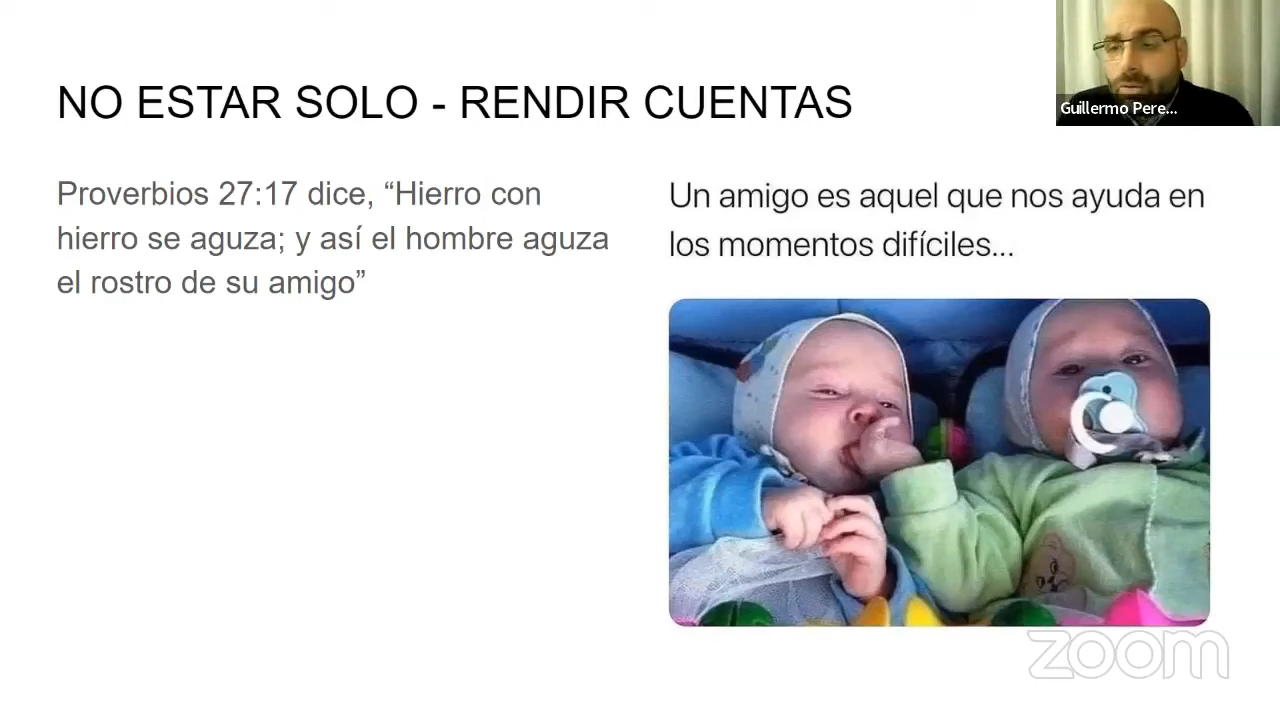 NO ESTAR SOLO - RENDIR CUENTAS
Guillermo Pere...
Proverbios 27:17 dice, “Hierro con
hierro se aguza; y así el hombre aguza
el rostro de su amigo”
Un amigo es aquel que nos ayuda en
los momentos difíciles...
zoom